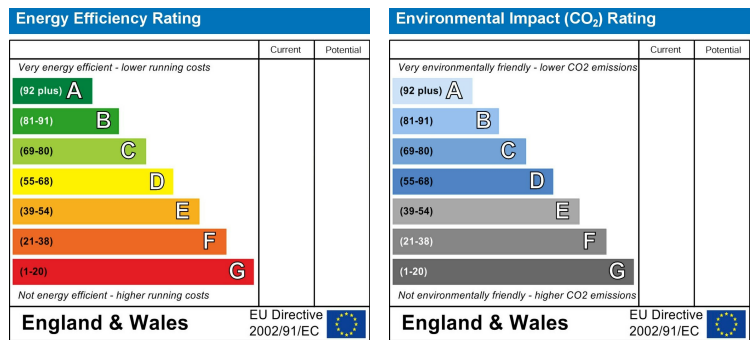 Energy Efficiency Rating
Current Potential
Very energy efficient - lower running costs
(92 plus) A
(81-91) B
(69-80) C
(55-68) D
(39-54) E
(21-38) F
(1-20) G
Not energy efficient - higher running costs
England & Wales
EU Directive
2002/91/EC
Environmental Impact (CO₂) Rating
Current Potential
Very environmentally friendly - lower CO2 emissions
(92 plus) A
(81-91) B
(69-80) C
(55-68) D
(39-54) E
(21-38) F
(1-20) G
Not environmentally friendly - higher CO2 emissions
England & Wales
EU Directive
2002/91/EC